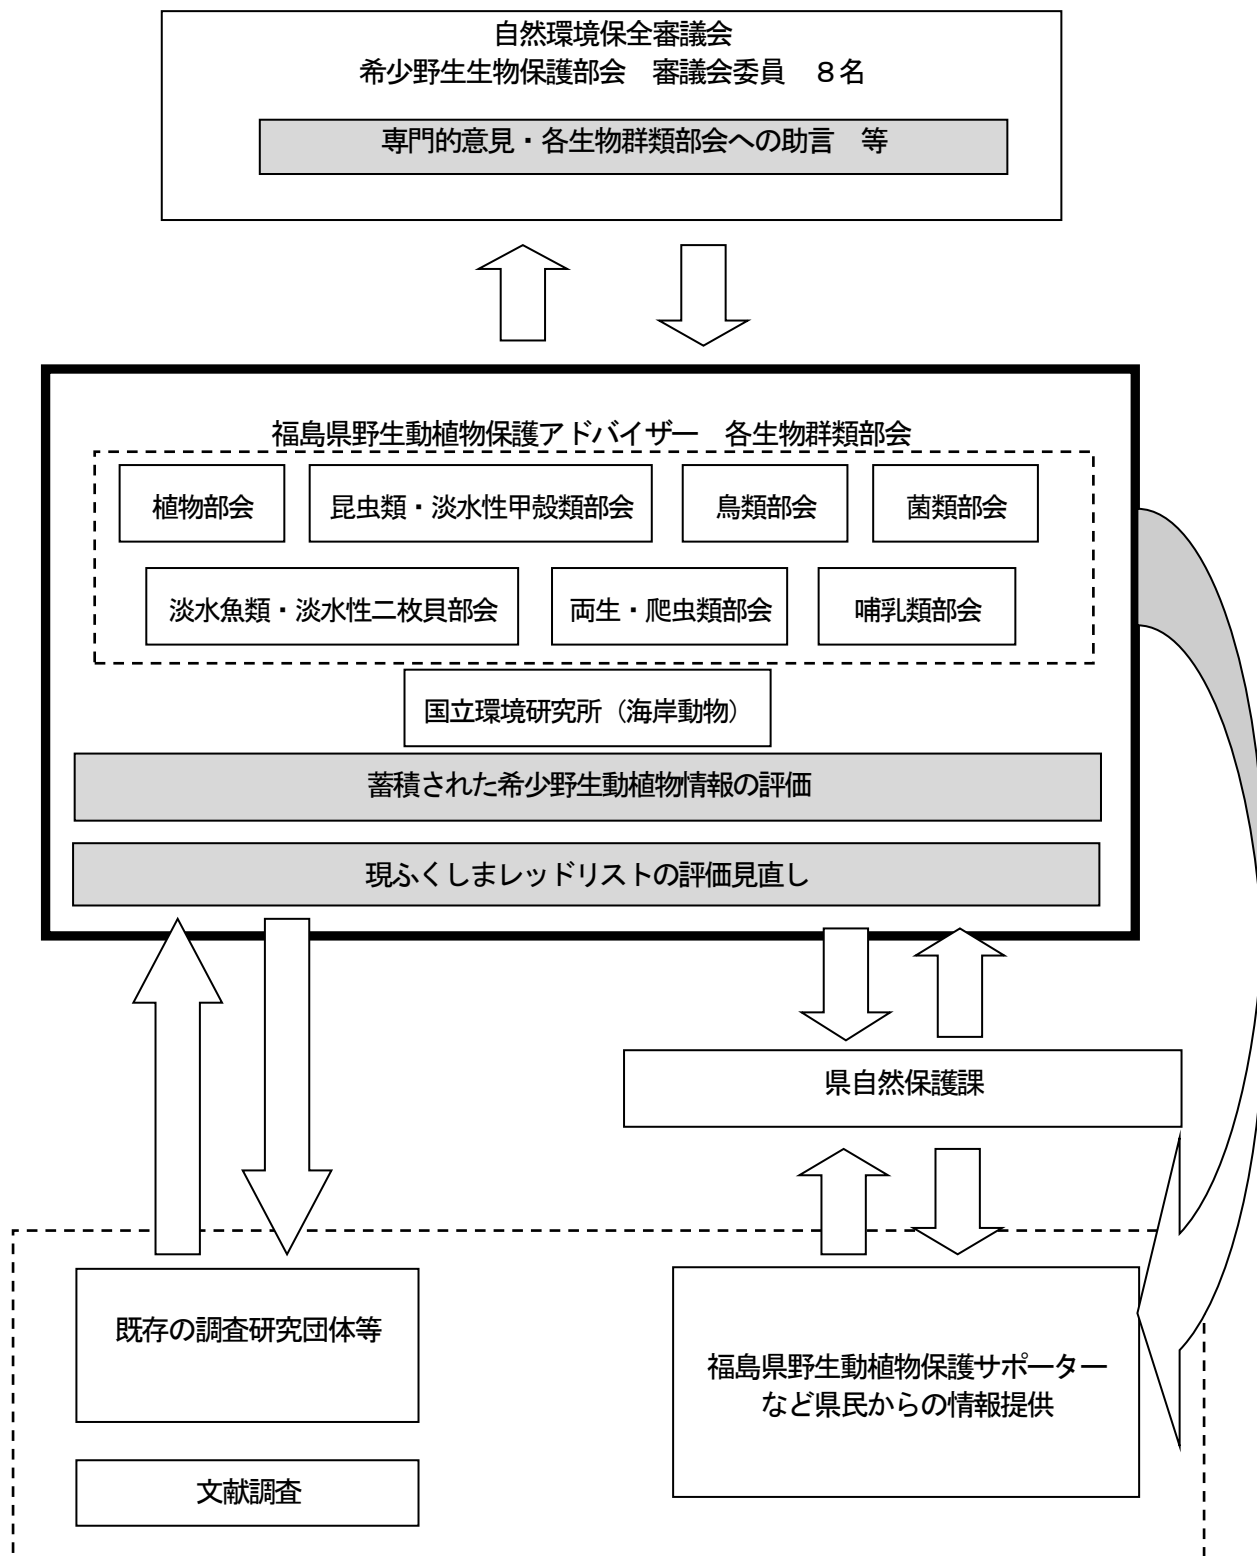 自然環境保全審議会
希少野生生物保護部会　審議会委員　８名
専門的意見・各生物群類部会への助言　等
福島県野生動植物保護アドバイザー　各生物群類部会
植物部会
昆虫類・淡水性甲殻類部会
鳥類部会
菌類部会
淡水魚類・淡水性二枚貝部会
両生・爬虫類部会
哺乳類部会
国立環境研究所（海岸動物）
蓄積された希少野生動植物情報の評価
現ふくしまレッドリストの評価見直し
県自然保護課
既存の調査研究団体等
福島県野生動植物保護サポーター
など県民からの情報提供
文献調査